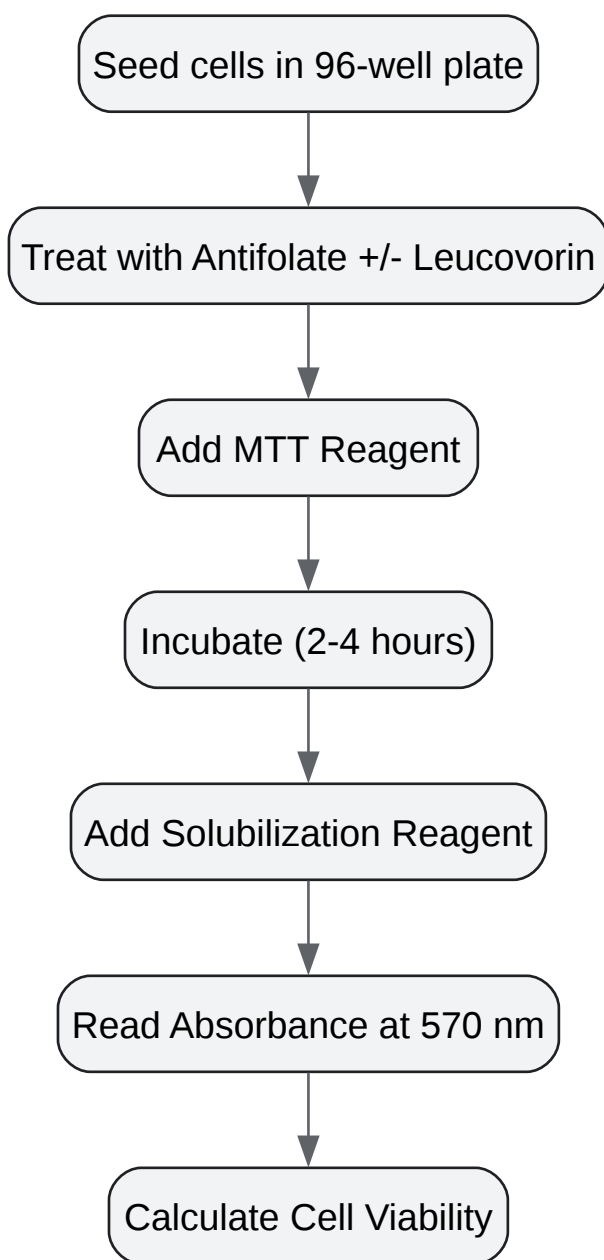 Seed cells in 96-well plate
Treat with Antifolate +/- Leucovorin
Add MTT Reagent
Incubate (2-4 hours)
Add Solubilization Reagent
Read Absorbance at 570 nm
Calculate Cell Viability